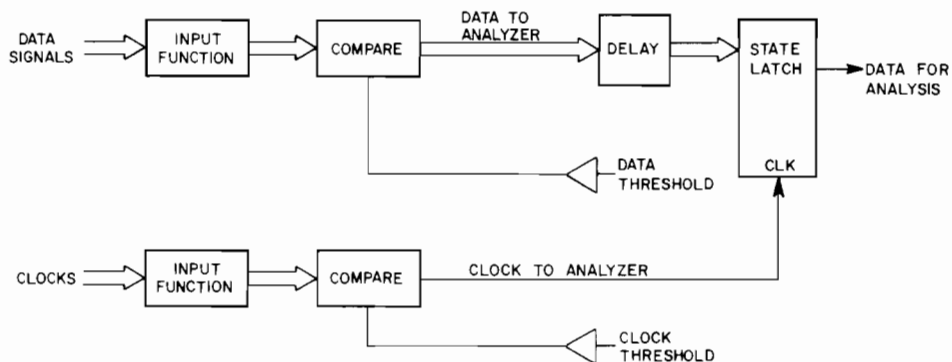 DATA
SIGNALS
INPUT
FUNCTION
COMPARE
DATA TO
ANALYZER
DELAY
STATE
LATCH
CLK
DATA FOR
ANALYSIS
DATA
THRESHOLD
CLOCKS
INPUT
FUNCTION
COMPARE
CLOCK TO ANALYZER
CLOCK
THRESHOLD